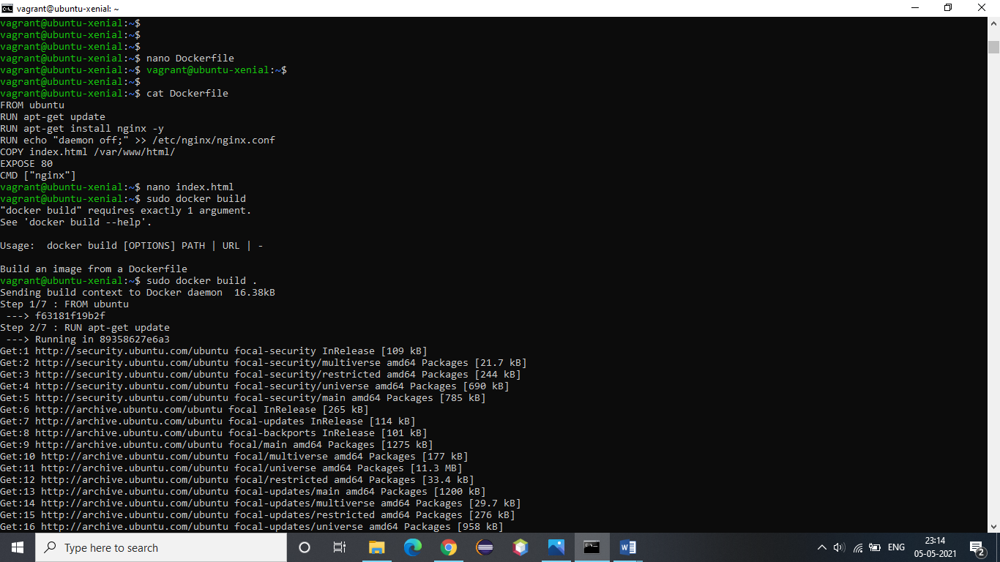 vagrant@ubuntu-xenial: ~
vagrant@ubuntu-xenial:~$
vagrant@ubuntu-xenial:~$
vagrant@ubuntu-xenial:~$
vagrant@ubuntu-xenial:~$ nano Dockerfile
vagrant@ubuntu-xenial:~$ vagrant@ubuntu-xenial:~$
vagrant@ubuntu-xenial:~$
vagrant@ubuntu-xenial:~$ cat Dockerfile
FROM ubuntu
RUN apt-get update
RUN apt-get install nginx -y
RUN echo "daemon off;" >> /etc/nginx/nginx.conf
COPY index.html /var/www/html/
EXPOSE 80
CMD ["nginx"]
vagrant@ubuntu-xenial:~$ nano index.html
vagrant@ubuntu-xenial:~$ sudo docker build
"docker build" requires exactly 1 argument.
See 'docker build --help'.

Usage:  docker build [OPTIONS] PATH | URL | -

Build an image from a Dockerfile
vagrant@ubuntu-xenial:~$ sudo docker build .
Sending build context to Docker daemon  16.38kB
Step 1/7 : FROM ubuntu
 ---> f63181f19b2f
Step 2/7 : RUN apt-get update
 ---> Running in 89358627e6a3
Get:1 http://security.ubuntu.com/ubuntu focal-security InRelease [109 kB]
Get:2 http://security.ubuntu.com/ubuntu focal-security/multiverse amd64 Packages [21.7 kB]
Get:3 http://security.ubuntu.com/ubuntu focal-security/restricted amd64 Packages [244 kB]
Get:4 http://security.ubuntu.com/ubuntu focal-security/universe amd64 Packages [690 kB]
Get:5 http://security.ubuntu.com/ubuntu focal-security/main amd64 Packages [785 kB]
Get:6 http://archive.ubuntu.com/ubuntu focal InRelease [265 kB]
Get:7 http://archive.ubuntu.com/ubuntu focal-updates InRelease [114 kB]
Get:8 http://archive.ubuntu.com/ubuntu focal-backports InRelease [101 kB]
Get:9 http://archive.ubuntu.com/ubuntu focal/main amd64 Packages [1275 kB]
Get:10 http://archive.ubuntu.com/ubuntu focal/multiverse amd64 Packages [177 kB]
Get:11 http://archive.ubuntu.com/ubuntu focal/universe amd64 Packages [11.3 MB]
Get:12 http://archive.ubuntu.com/ubuntu focal/restricted amd64 Packages [33.4 kB]
Get:13 http://archive.ubuntu.com/ubuntu focal-updates/main amd64 Packages [1200 kB]
Get:14 http://archive.ubuntu.com/ubuntu focal-updates/multiverse amd64 Packages [29.7 kB]
Get:15 http://archive.ubuntu.com/ubuntu focal-updates/restricted amd64 Packages [276 kB]
Get:16 http://archive.ubuntu.com/ubuntu focal-updates/universe amd64 Packages [958 kB]
Type here to search
ENG
23:14
05-05-2021
2